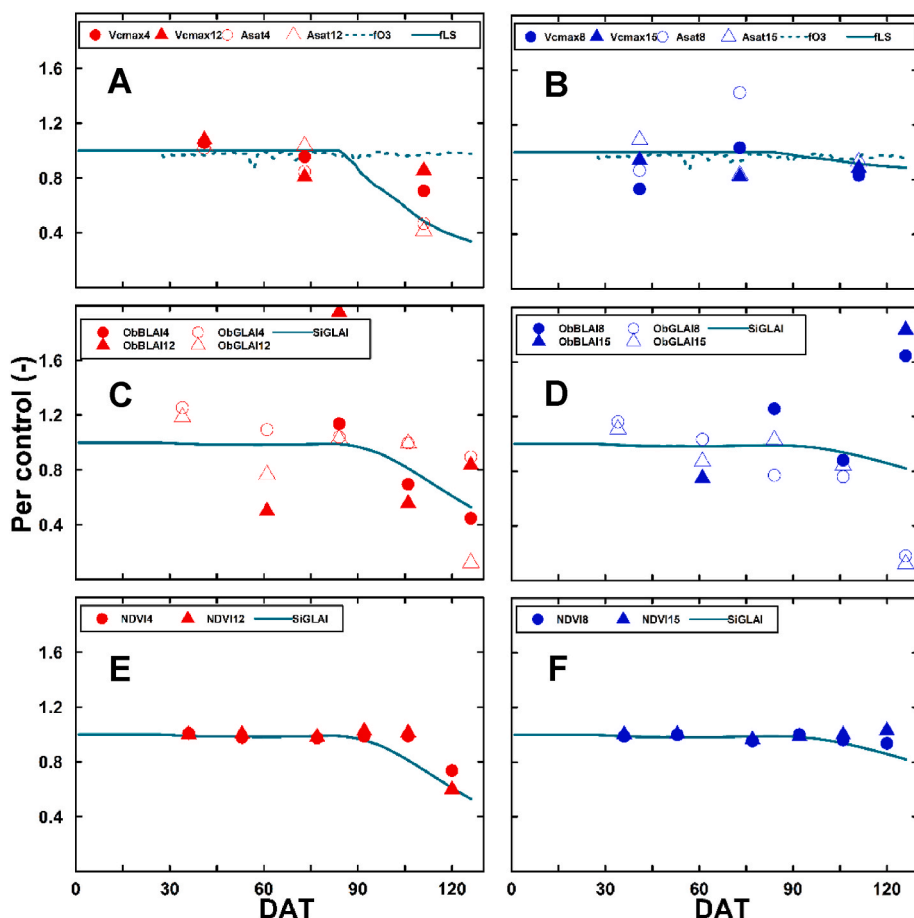 Vcmax4 Vcmax12 Asat4 Asat12 fO3 fLS
Vcmax8 Vcmax15 Asat8 Asat15 fO3 fLS
A
B
1.6
1.2
0.8
0.4
ObBLAI4 ObGLAI4 SiGLAI
ObBLAI12 ObGLAI12
ObBLAI8 ObGLAI8 SiGLAI
ObBLAI15 ObGLAI15
C
D
1.6
1.2
0.8
0.4
Per control (-)
NDVI4 NDVI12 SiGLAI
NDVI8 NDVI15 SiGLAI
E
F
1.6
1.2
0.8
0.4
0 30 60 90 120
0 30 60 90 120
DAT
DAT